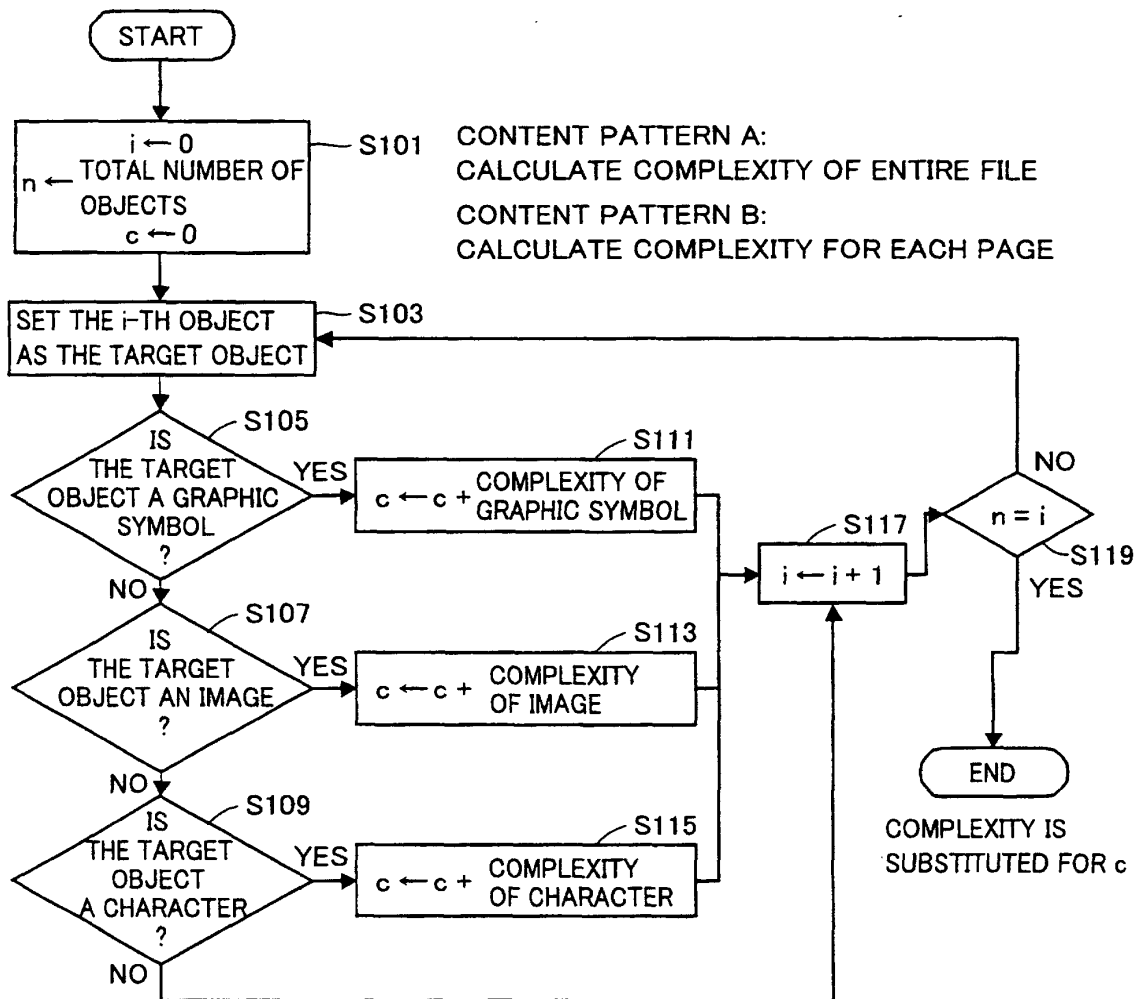 START
i ← 0
n ← TOTAL NUMBER OF
OBJECTS
c ← 0
S101
CONTENT PATTERN A:
CALCULATE COMPLEXITY OF ENTIRE FILE
CONTENT PATTERN B:
CALCULATE COMPLEXITY FOR EACH PAGE
SET THE i-TH OBJECT
AS THE TARGET OBJECT
S103
IS
THE TARGET
OBJECT A GRAPHIC
SYMBOL
?
S105
YES
NO
c ← c + COMPLEXITY OF
GRAPHIC SYMBOL
S111
IS
THE TARGET
OBJECT AN IMAGE
?
S107
YES
NO
c ← c + COMPLEXITY
OF IMAGE
S113
IS
THE TARGET
OBJECT
A CHARACTER
?
S109
YES
NO
c ← c + COMPLEXITY
OF CHARACTER
S115
S117
i ← i + 1
NO
n = i
S119
YES
END
COMPLEXITY IS
SUBSTITUTED FOR c